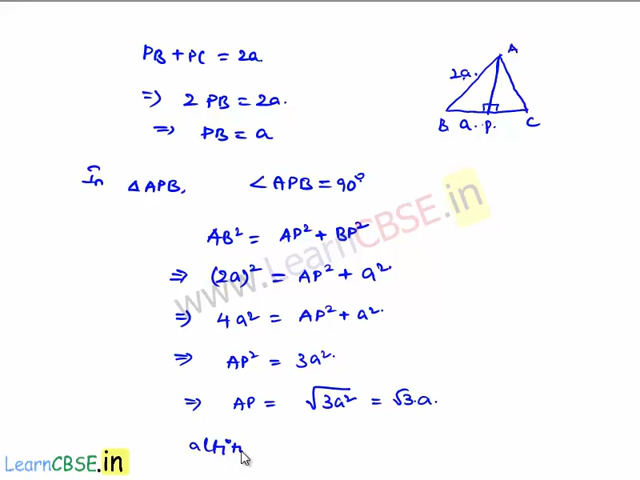 PB + PC = 2a
⇒ 2 PB = 2a.
⇒ PB = a
A
2a.
B a. P. C
In △APB, ∠APB = 90°
AB² = AP² + BP²
⇒ (2a)² = AP² + a²
⇒ 4a² = AP² + a².
⇒ AP² = 3a².
⇒ AP = √3a² = √3.a.
www.LearnCBSE.in
LearnCBSE.in